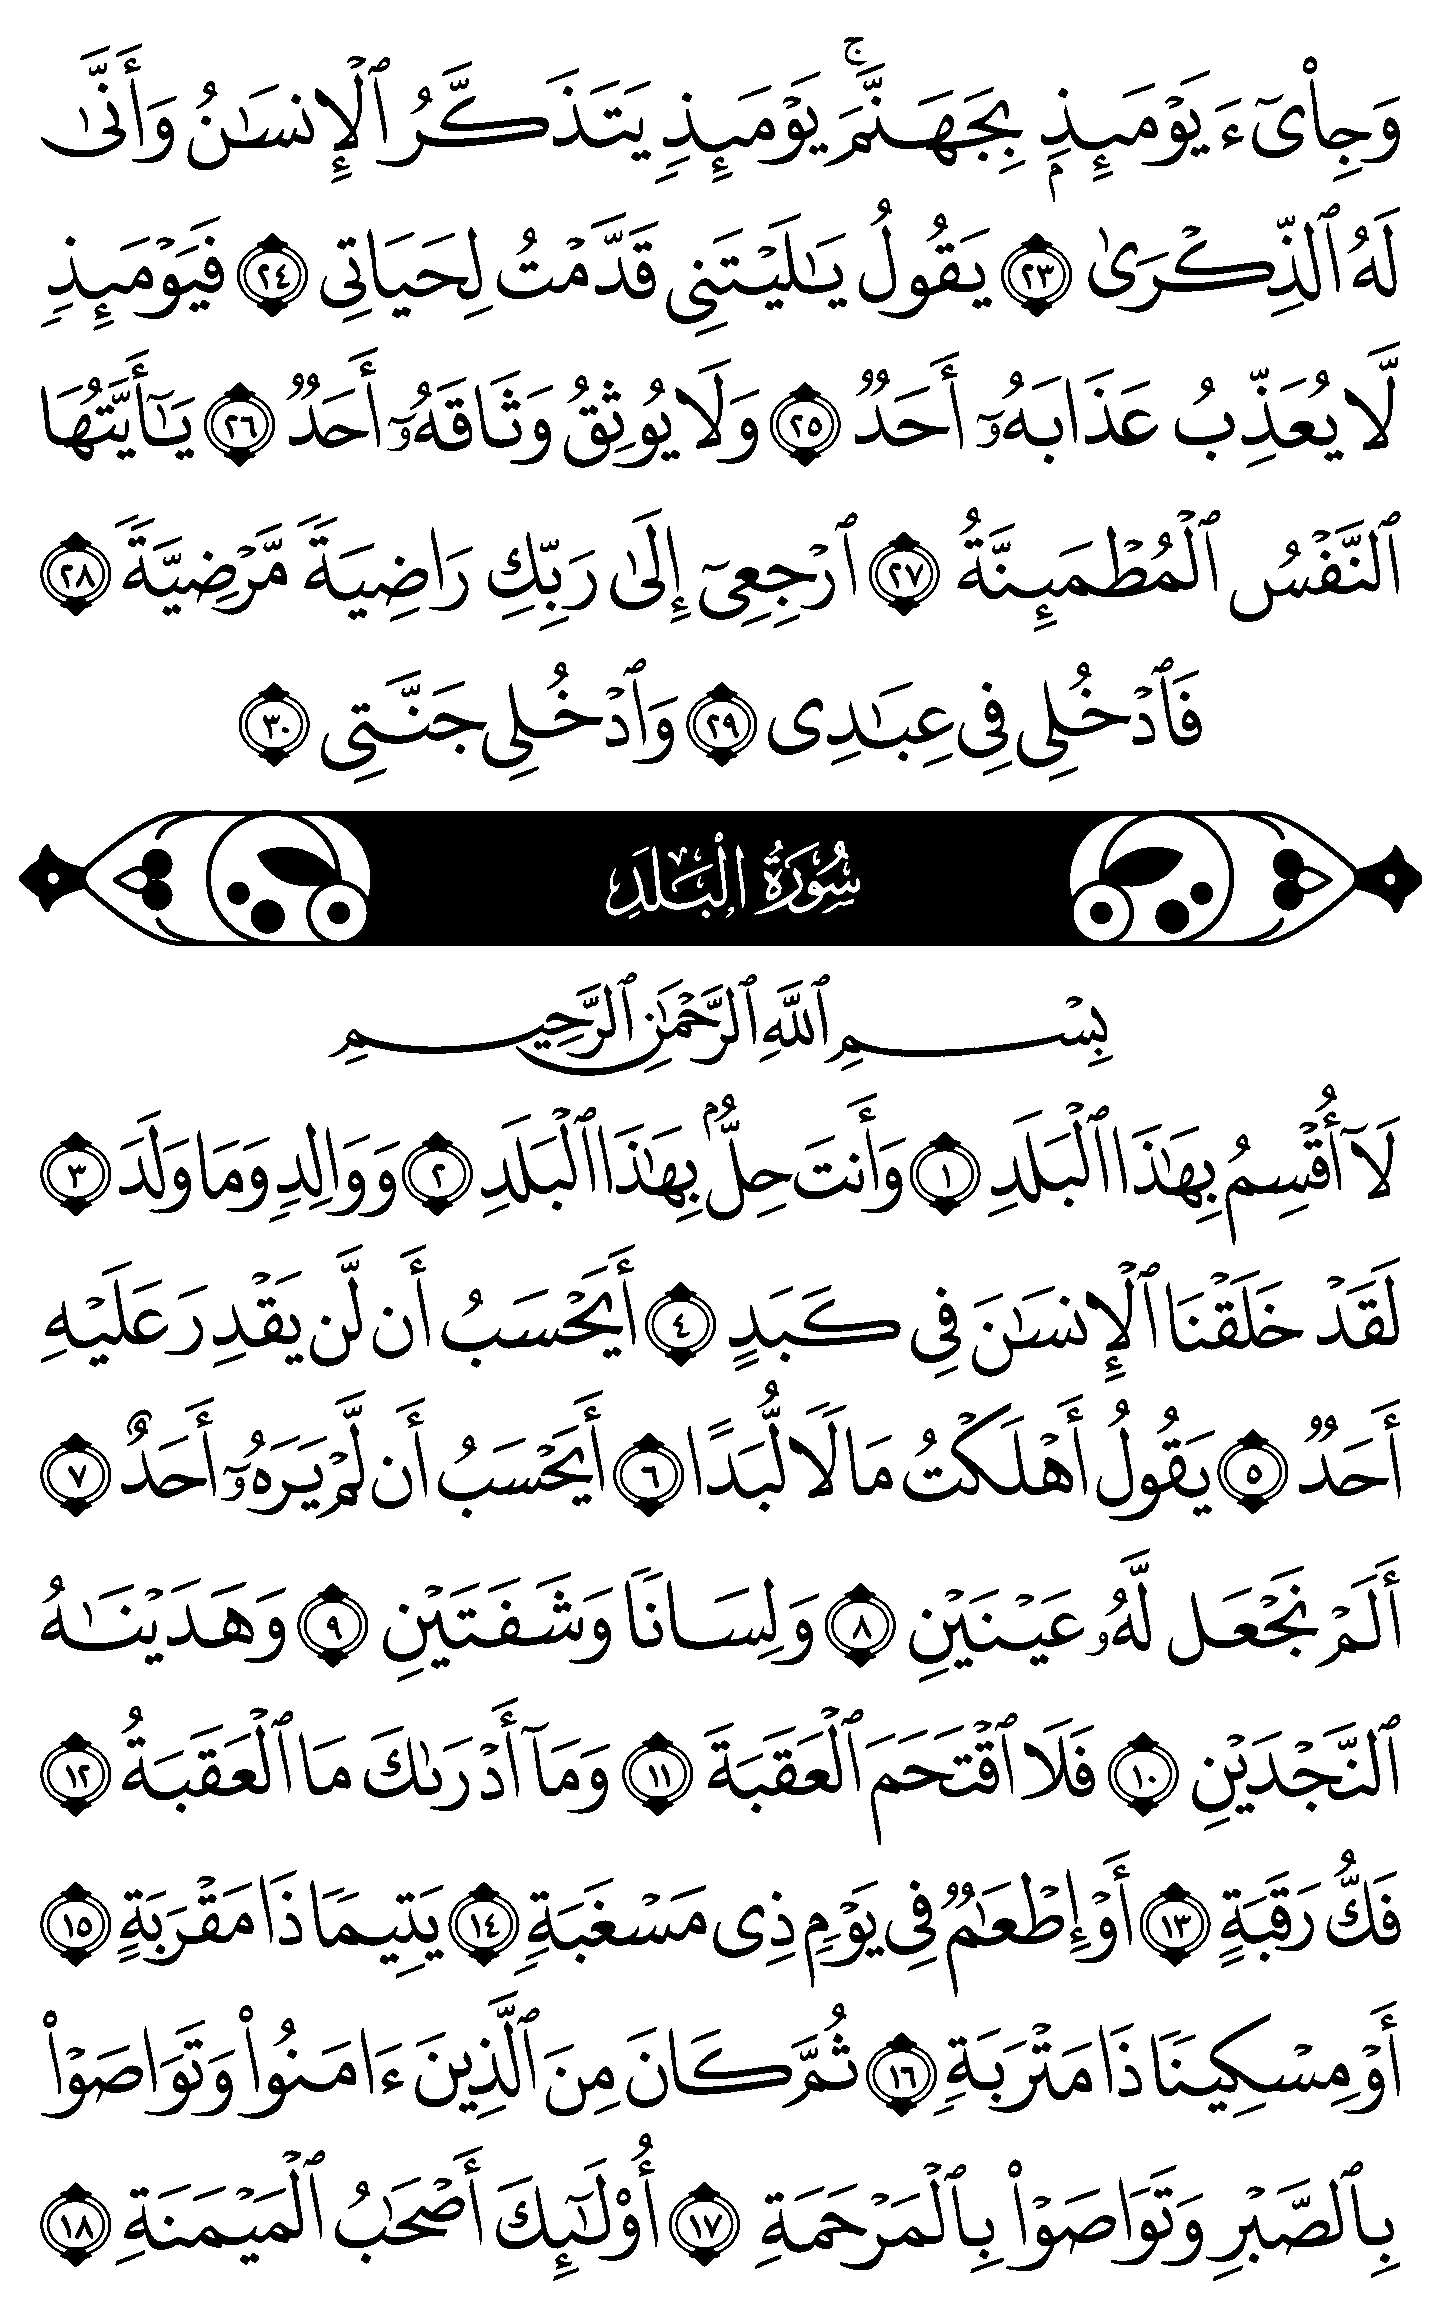 وَجِا۟ىٓءَ يَوْمَئِذِۭ بِجَهَنَّمَۚ يَوْمَئِذٍ يَتَذَكَّرُ ٱلْإِنسَـٰنُ وَأَنَّىٰ
لَهُ ٱلذِّكْرَىٰ ٢٣ يَقُولُ يَـٰلَيْتَنِى قَدَّمْتُ لِحَيَاتِى ٢٤ فَيَوْمَئِذٍ
لَّا يُعَذِّبُ عَذَابَهُۥٓ أَحَدٌ ٢٥ وَلَا يُوثِقُ وَثَاقَهُۥٓ أَحَدٌ ٢٦ يَـٰٓأَيَّتُهَا
ٱلنَّفْسُ ٱلْمُطْمَئِنَّةُ ٢٧ ٱرْجِعِىٓ إِلَىٰ رَبِّكِ رَاضِيَةً مَّرْضِيَّةً ٢٨
فَٱدْخُلِى فِى عِبَـٰدِى ٢٩ وَٱدْخُلِى جَنَّتِى ٣٠
سُورَةُ الْبَلَدِ
بِسْمِ ٱللَّهِ ٱلرَّحْمَـٰنِ ٱلرَّحِيمِ
لَآ أُقْسِمُ بِهَـٰذَا ٱلْبَلَدِ ١ وَأَنتَ حِلٌّۢ بِهَـٰذَا ٱلْبَلَدِ ٢ وَوَالِدٍ وَمَا وَلَدَ ٣
لَقَدْ خَلَقْنَا ٱلْإِنسَـٰنَ فِى كَبَدٍ ٤ أَيَحْسَبُ أَن لَّن يَقْدِرَ عَلَيْهِ
أَحَدٌ ٥ يَقُولُ أَهْلَكْتُ مَالًا لُّبَدًا ٦ أَيَحْسَبُ أَن لَّمْ يَرَهُۥٓ أَحَدٌ ٧
أَلَمْ نَجْعَل لَّهُۥ عَيْنَيْنِ ٨ وَلِسَانًا وَشَفَتَيْنِ ٩ وَهَدَيْنَـٰهُ
ٱلنَّجْدَيْنِ ١٠ فَلَا ٱقْتَحَمَ ٱلْعَقَبَةَ ١١ وَمَآ أَدْرَىٰكَ مَا ٱلْعَقَبَةُ ١٢
فَكُّ رَقَبَةٍ ١٣ أَوْ إِطْعَـٰمٌ فِى يَوْمٍ ذِى مَسْغَبَةٍ ١٤ يَتِيمًا ذَا مَقْرَبَةٍ ١٥
أَوْ مِسْكِينًا ذَا مَتْرَبَةٍ ١٦ ثُمَّ كَانَ مِنَ ٱلَّذِينَ ءَامَنُوا۟ وَتَوَاصَوْا۟
بِٱلصَّبْرِ وَتَوَاصَوْا۟ بِٱلْمَرْحَمَةِ ١٧ أُو۟لَـٰٓئِكَ أَصْحَـٰبُ ٱلْمَيْمَنَةِ ١٨